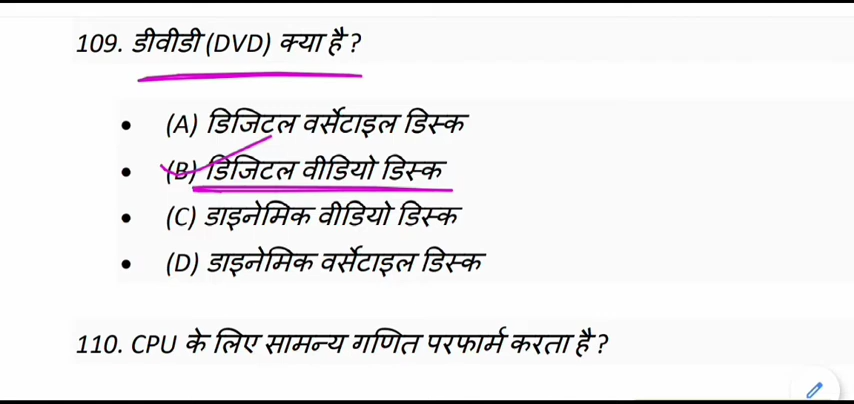 109. डीवीडी (DVD) क्या है ?
• (A) डिजिटल वर्सेटाइल डिस्क
• (B) डिजिटल वीडियो डिस्क
• (C) डाइनेमिक वीडियो डिस्क
• (D) डाइनेमिक वर्सेटाइल डिस्क
110. CPU के लिए सामन्य गणित परफार्म करता है ?